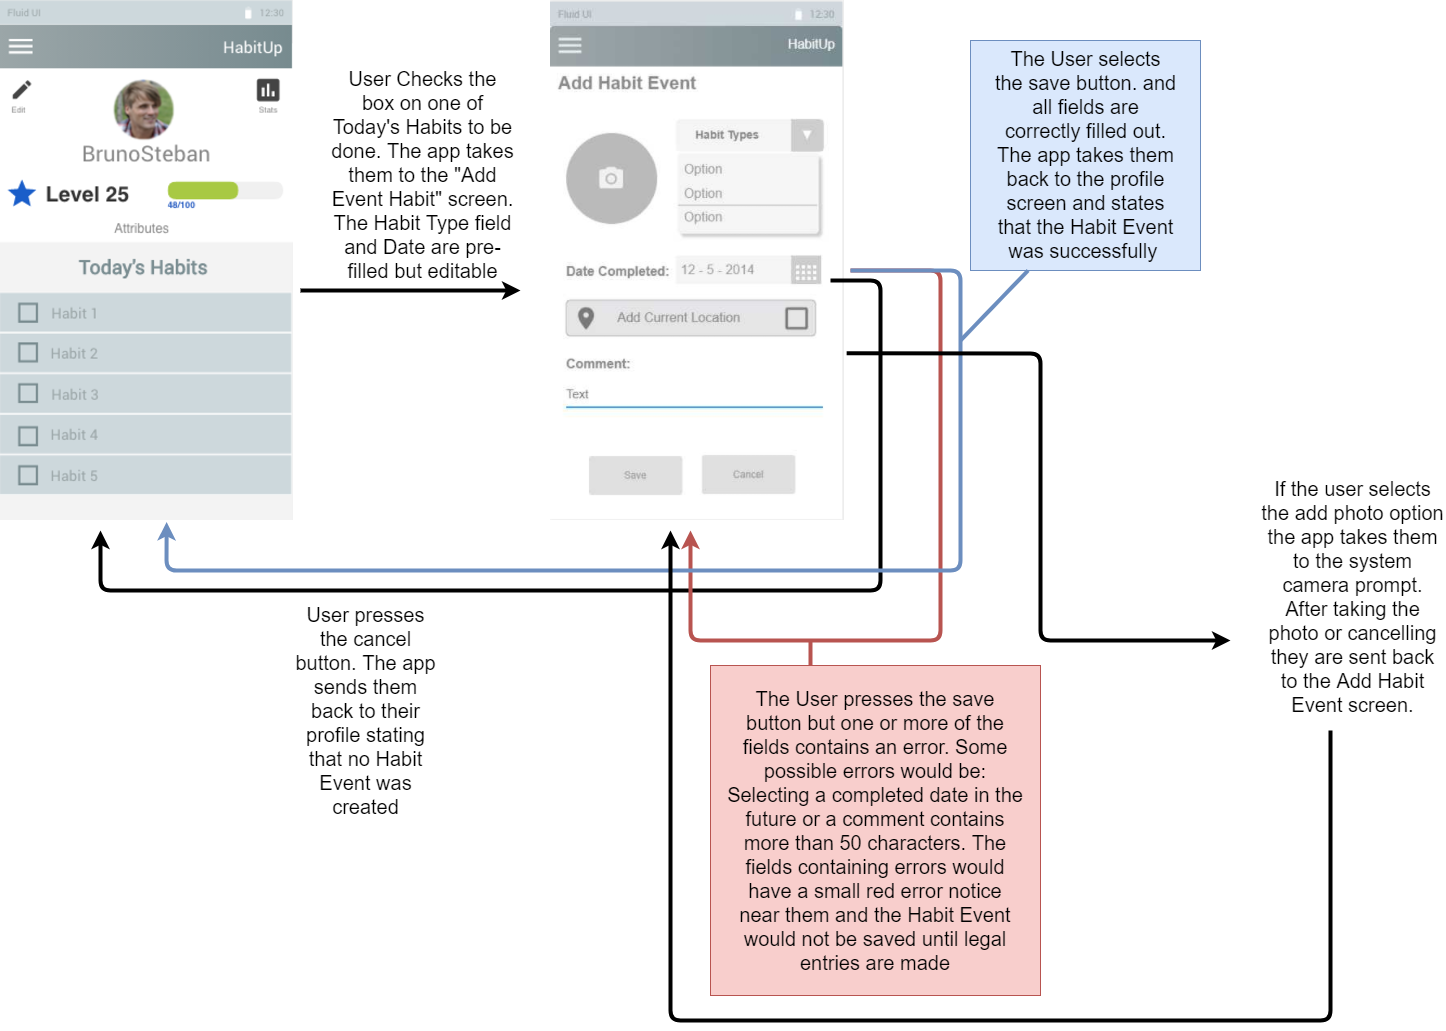 Fluid UI
12:30
HabitUp
Edit
Stats
BrunoSteban
Level 25
48/100
Attributes
Today's Habits
Habit 1
Habit 2
Habit 3
Habit 4
Habit 5
User Checks the
box on one of
Today's Habits to be
done. The app takes
them to the "Add
Event Habit" screen.
The Habit Type field
and Date are pre-
filled but editable
Fluid UI
12:30
HabitUp
Add Habit Event
Habit Types
Option
Option
Option
Date Completed:
12 - 5 - 2014
Add Current Location
Comment:
Text
Save
Cancel
The User selects
the save button. and
all fields are
correctly filled out.
The app takes them
back to the profile
screen and states
that the Habit Event
was successfully
If the user selects
the add photo option
the app takes them
to the system
camera prompt.
After taking the
photo or cancelling
they are sent back
to the Add Habit
Event screen.
User presses
the cancel
button. The app
sends them
back to their
profile stating
that no Habit
Event was
created
The User presses the save
button but one or more of the
fields contains an error. Some
possible errors would be:
Selecting a completed date in the
future or a comment contains
more than 50 characters. The
fields containing errors would
have a small red error notice
near them and the Habit Event
would not be saved until legal
entries are made